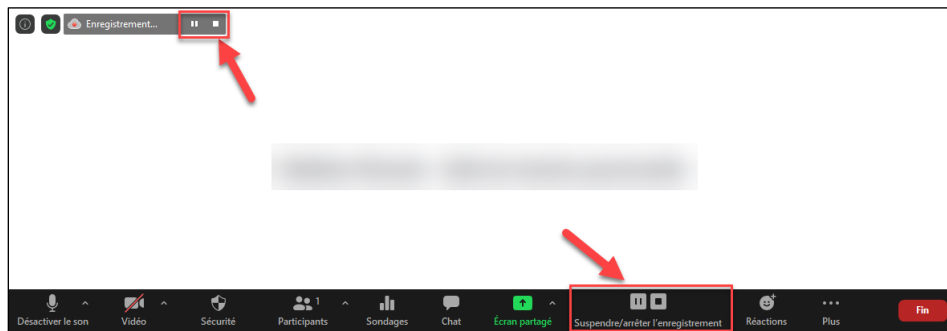 Enregistrement...
1
Désactiver le son
Vidéo
Sécurité
Participants
Sondages
Chat
Écran partagé
Suspendre/arrêter l'enregistrement
Réactions
Plus
Fin